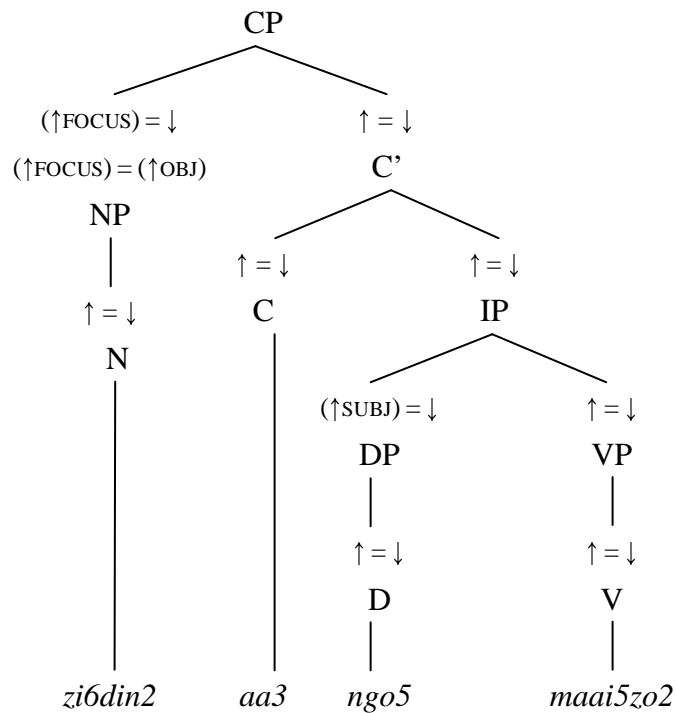 CP
(↑FOCUS) = ↓ ↑ = ↓
(↑FOCUS) = (↑OBJ) C’
NP
↑ = ↓ ↑ = ↓
C IP
↑ = ↓
N
(↑SUBJ) = ↓ ↑ = ↓
DP VP
↑ = ↓ ↑ = ↓
D V
zi6din2 aa3 ngo5 maai5zo2